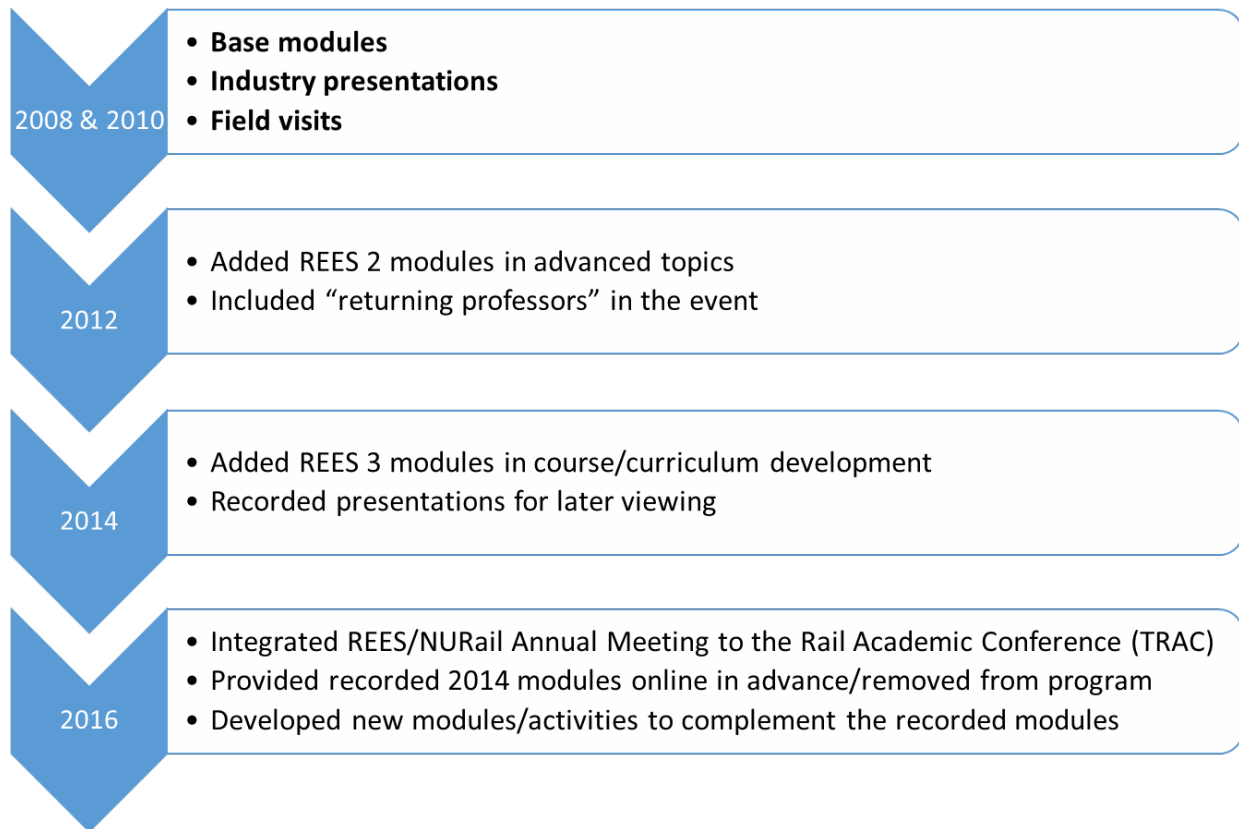 2008 & 2010
• Base modules
• Industry presentations
• Field visits
2012
• Added REES 2 modules in advanced topics
• Included “returning professors” in the event
2014
• Added REES 3 modules in course/curriculum development
• Recorded presentations for later viewing
2016
• Integrated REES/NURail Annual Meeting to the Rail Academic Conference (TRAC)
• Provided recorded 2014 modules online in advance/removed from program
• Developed new modules/activities to complement the recorded modules